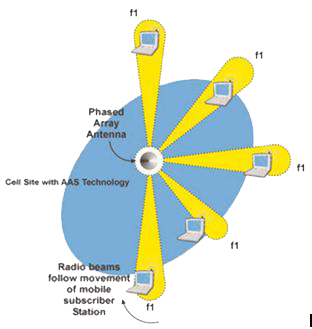 f1
f1
Phased
Array
Antenna
f1
Cell Site with AAS Technology
f1
Radio beams
follow movement
of mobile
subscriber
Station
f1